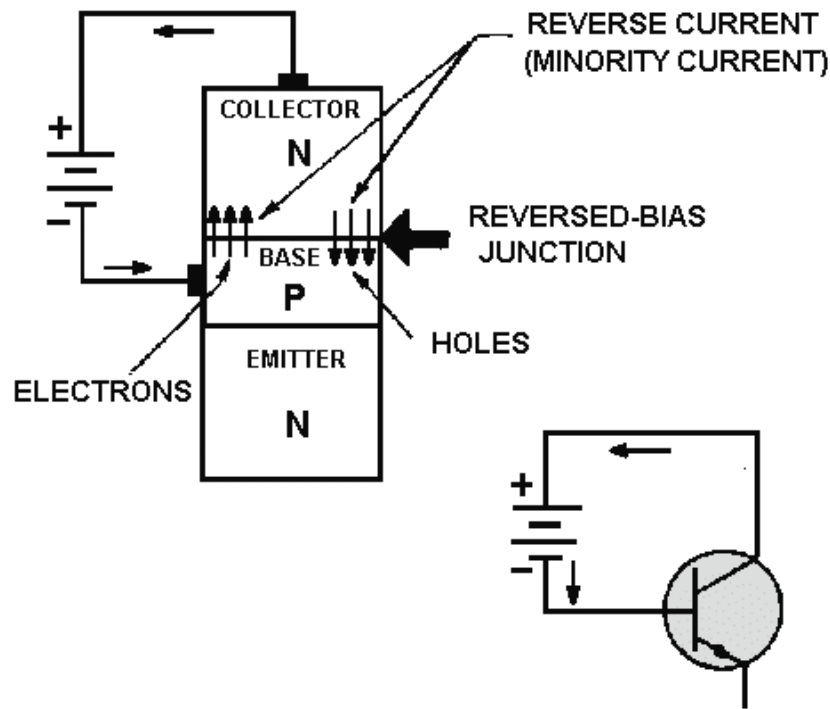 REVERSE CURRENT
(MINORITY CURRENT)
COLLECTOR
N
+
-
REVERSED-BIAS
JUNCTION
BASE
P
HOLES
ELECTRONS
EMITTER
N
+
-